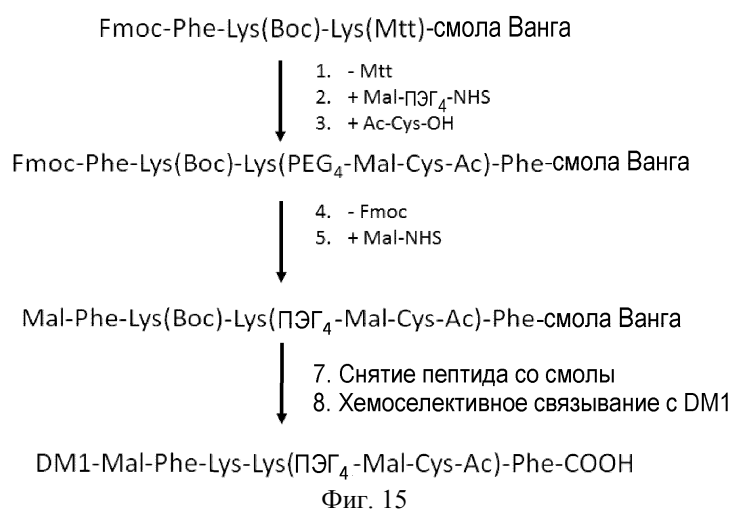 Fmoc-Phe-Lys(Boc)-Lys(Mtt)-смола Ванга
1. - Mtt
2. + Mal-ПЭГ₄-NHS
3. + Ac-Cys-OH
Fmoc-Phe-Lys(Boc)-Lys(PEG₄-Mal-Cys-Ac)-Phe-смола Ванга
4. - Fmoc
5. + Mal-NHS
Mal-Phe-Lys(Boc)-Lys(ПЭГ₄-Mal-Cys-Ac)-Phe-смола Ванга
7. Снятие пептида со смолы
8. Хемоселективное связывание с DM1
DM1-Mal-Phe-Lys-Lys(ПЭГ₄-Mal-Cys-Ac)-Phe-COOH
Фиг. 15